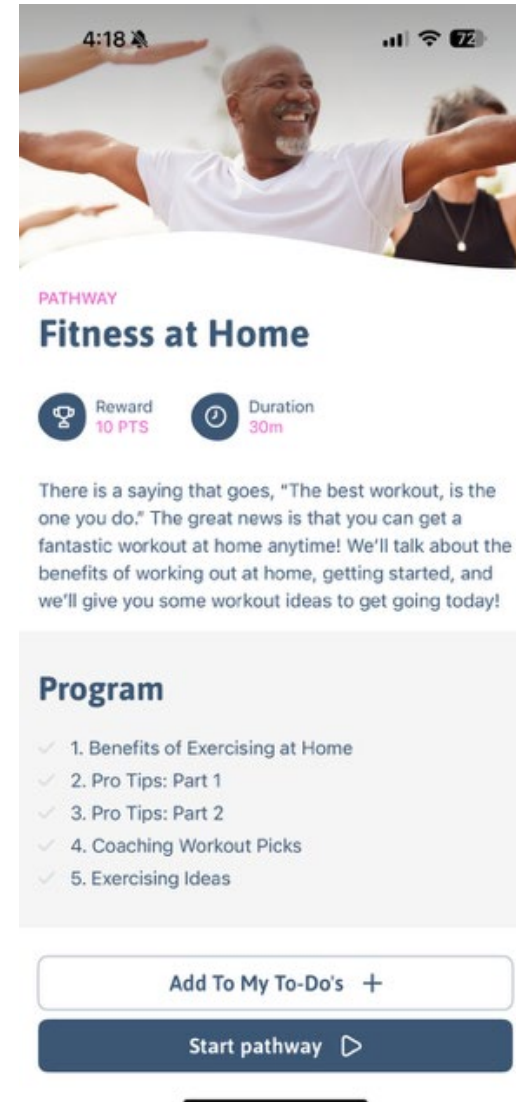 4:18
72
PATHWAY
Fitness at Home
Reward
10 PTS
Duration
30m
There is a saying that goes, "The best workout, is the
one you do." The great news is that you can get a
fantastic workout at home anytime! We'll talk about the
benefits of working out at home, getting started, and
we'll give you some workout ideas to get going today!
Program
1. Benefits of Exercising at Home
2. Pro Tips: Part 1
3. Pro Tips: Part 2
4. Coaching Workout Picks
5. Exercising Ideas
Add To My To-Do's +
Start pathway